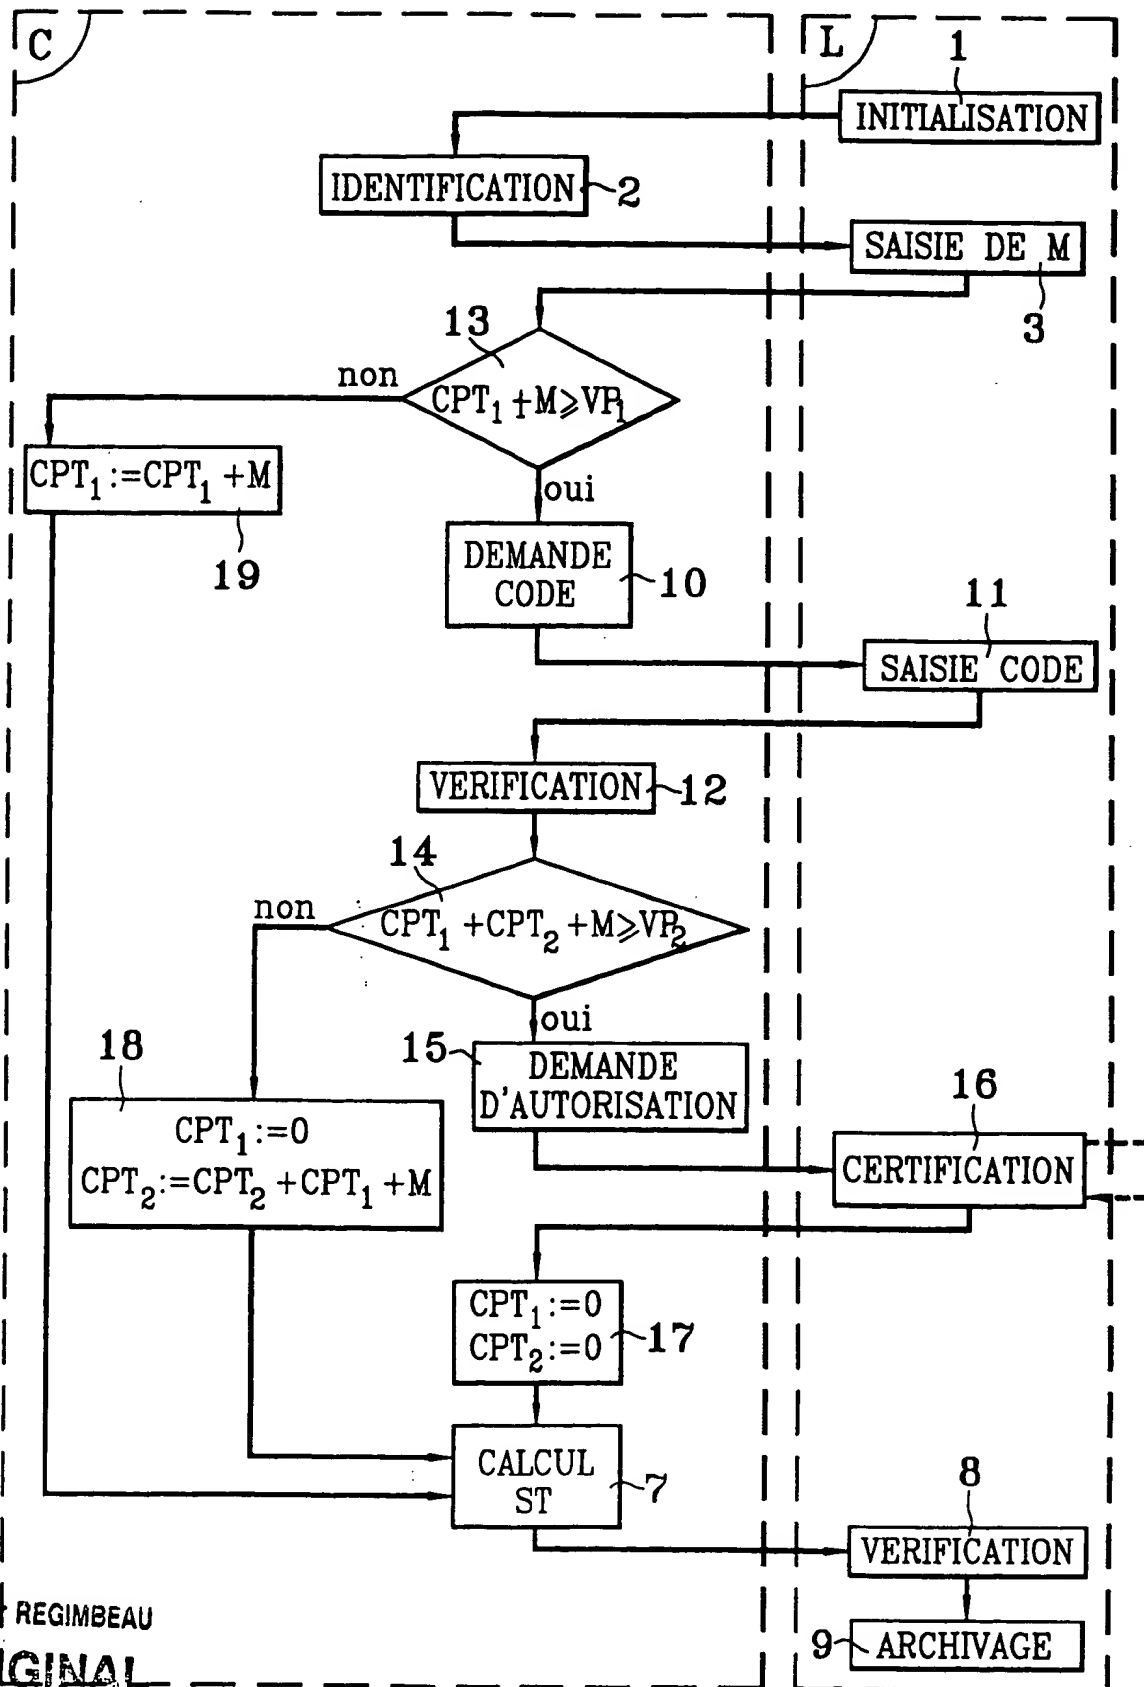 C
L
1
INITIALISATION
IDENTIFICATION
2
SAISIE DE M
3
13
non
CPT₁ +M⩾VP₁
CPT₁:=CPT₁ +M
19
oui
DEMANDE
CODE
10
11
SAISIE CODE
VERIFICATION
12
14
non
CPT₁ +CPT₂ +M⩾VP₂
oui
18
15
DEMANDE
D'AUTORISATION
CPT₁:=0
CPT₂:=CPT₂ +CPT₁ +M
16
CERTIFICATION
CPT₁:=0
CPT₂:=0
17
CALCUL
ST
7
8
VERIFICATION
9
ARCHIVAGE
REGIMBEAU
GINAL